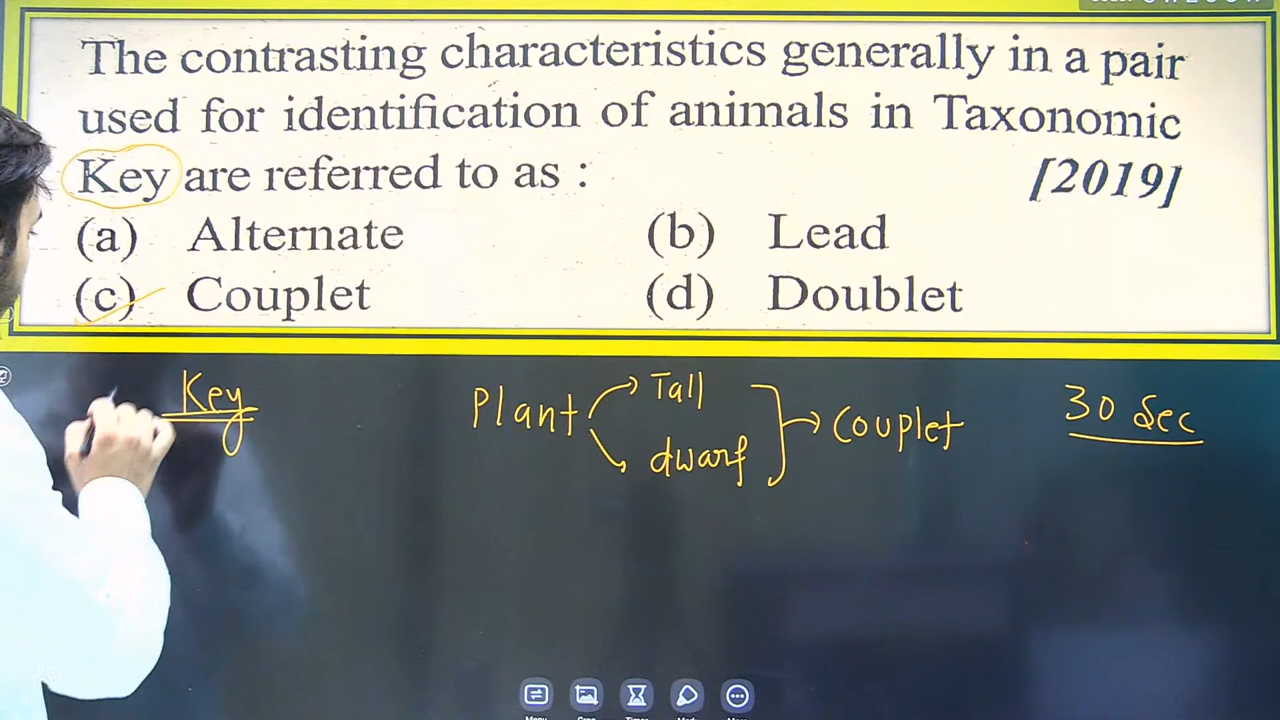 The contrasting characteristics generally in a pair
used for identification of animals in Taxonomic
Key are referred to as : [2019]
(a) Alternate (b) Lead
(c) Couplet (d) Doublet
Key Plant Tall dwarf Couplet 30 Sec
Menu